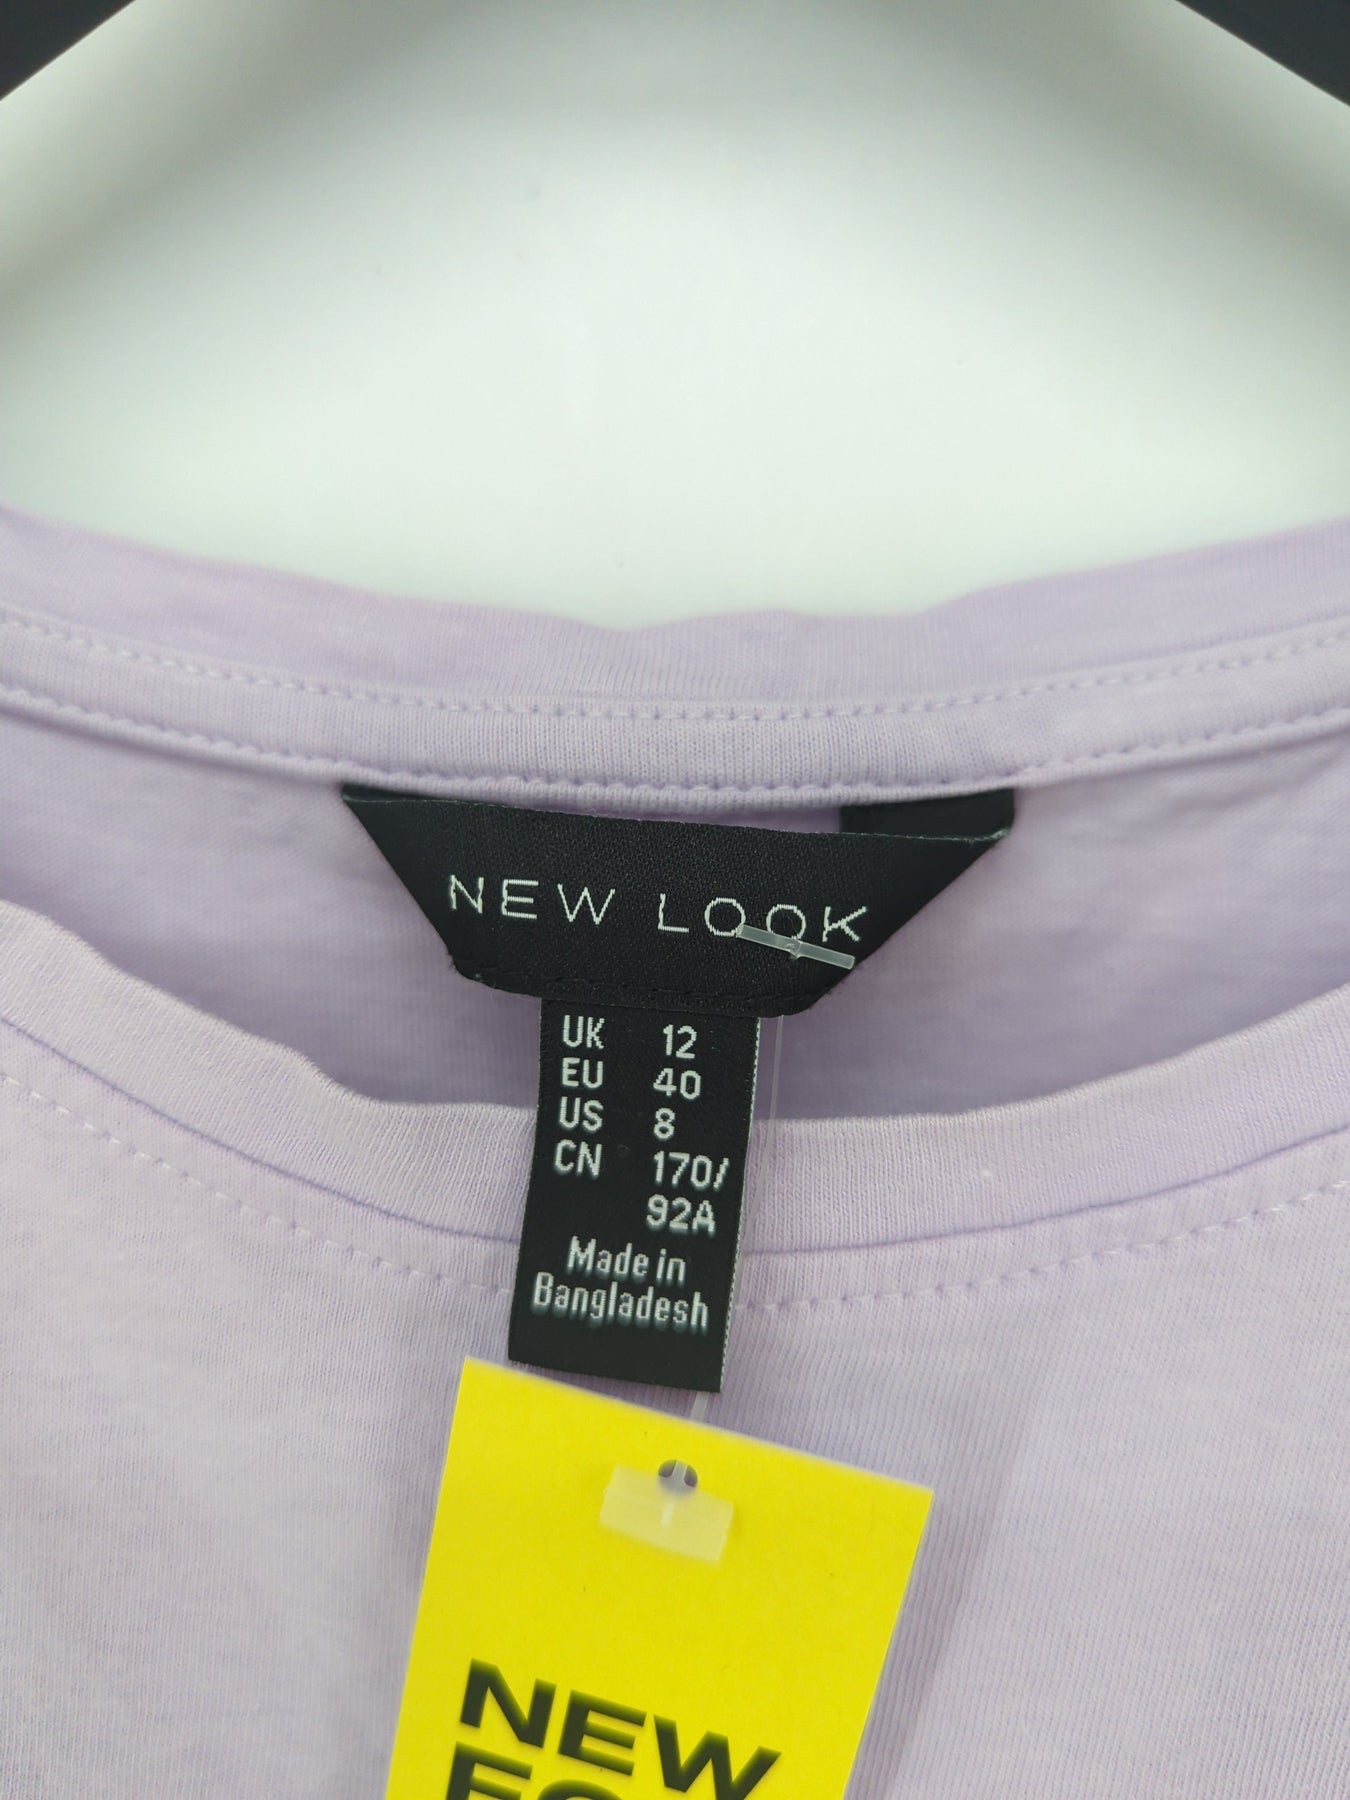 NEW LOOK
UK 12
EU 40
US 8
CN 170/
92A
Made in
Bangladesh
NEW